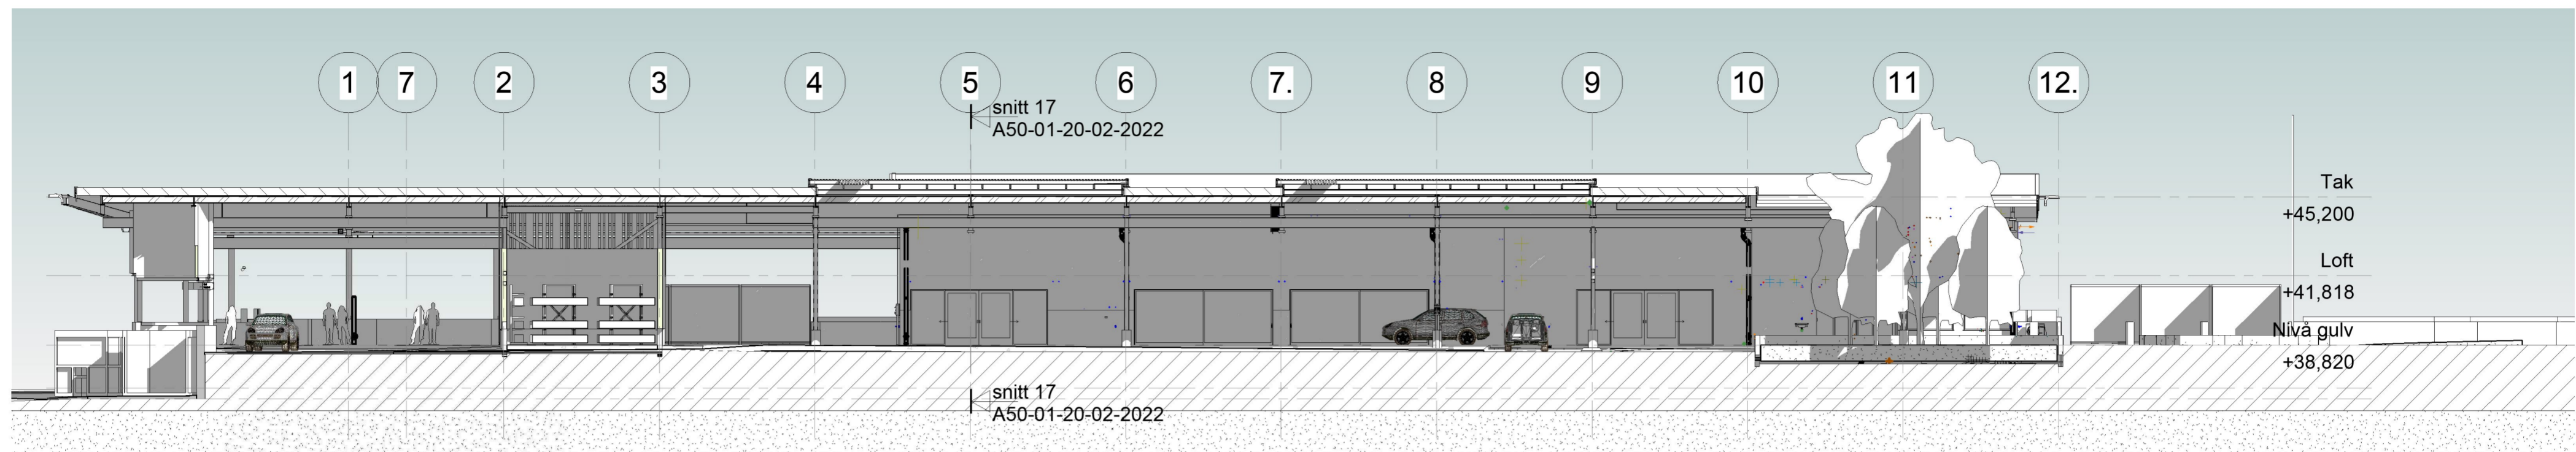 1
7
2
3
4
5
6
7.
8
9
10
11
12.
snitt 17
A50-01-20-02-2022
Tak
+45,200
Loft
+41,818
Nivå gulv
+38,820
snitt 17
A50-01-20-02-2022